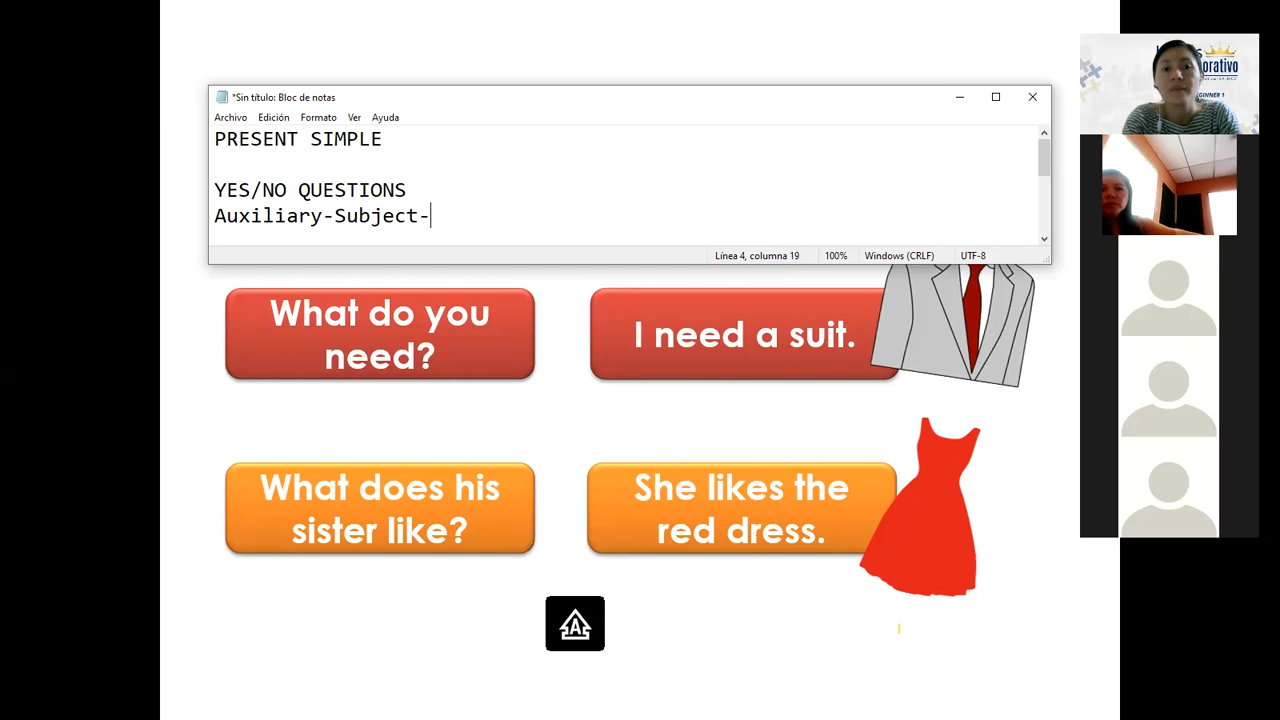 *Sin título: Bloc de notas
Archivo Edición Formato Ver Ayuda
PRESENT SIMPLE
YES/NO QUESTIONS
Auxiliary-Subject-
Línea 4, columna 19 100% Windows (CRLF) UTF-8
What do you
need?
I need a suit.
What does his
sister like?
She likes the
red dress.
A
orativo